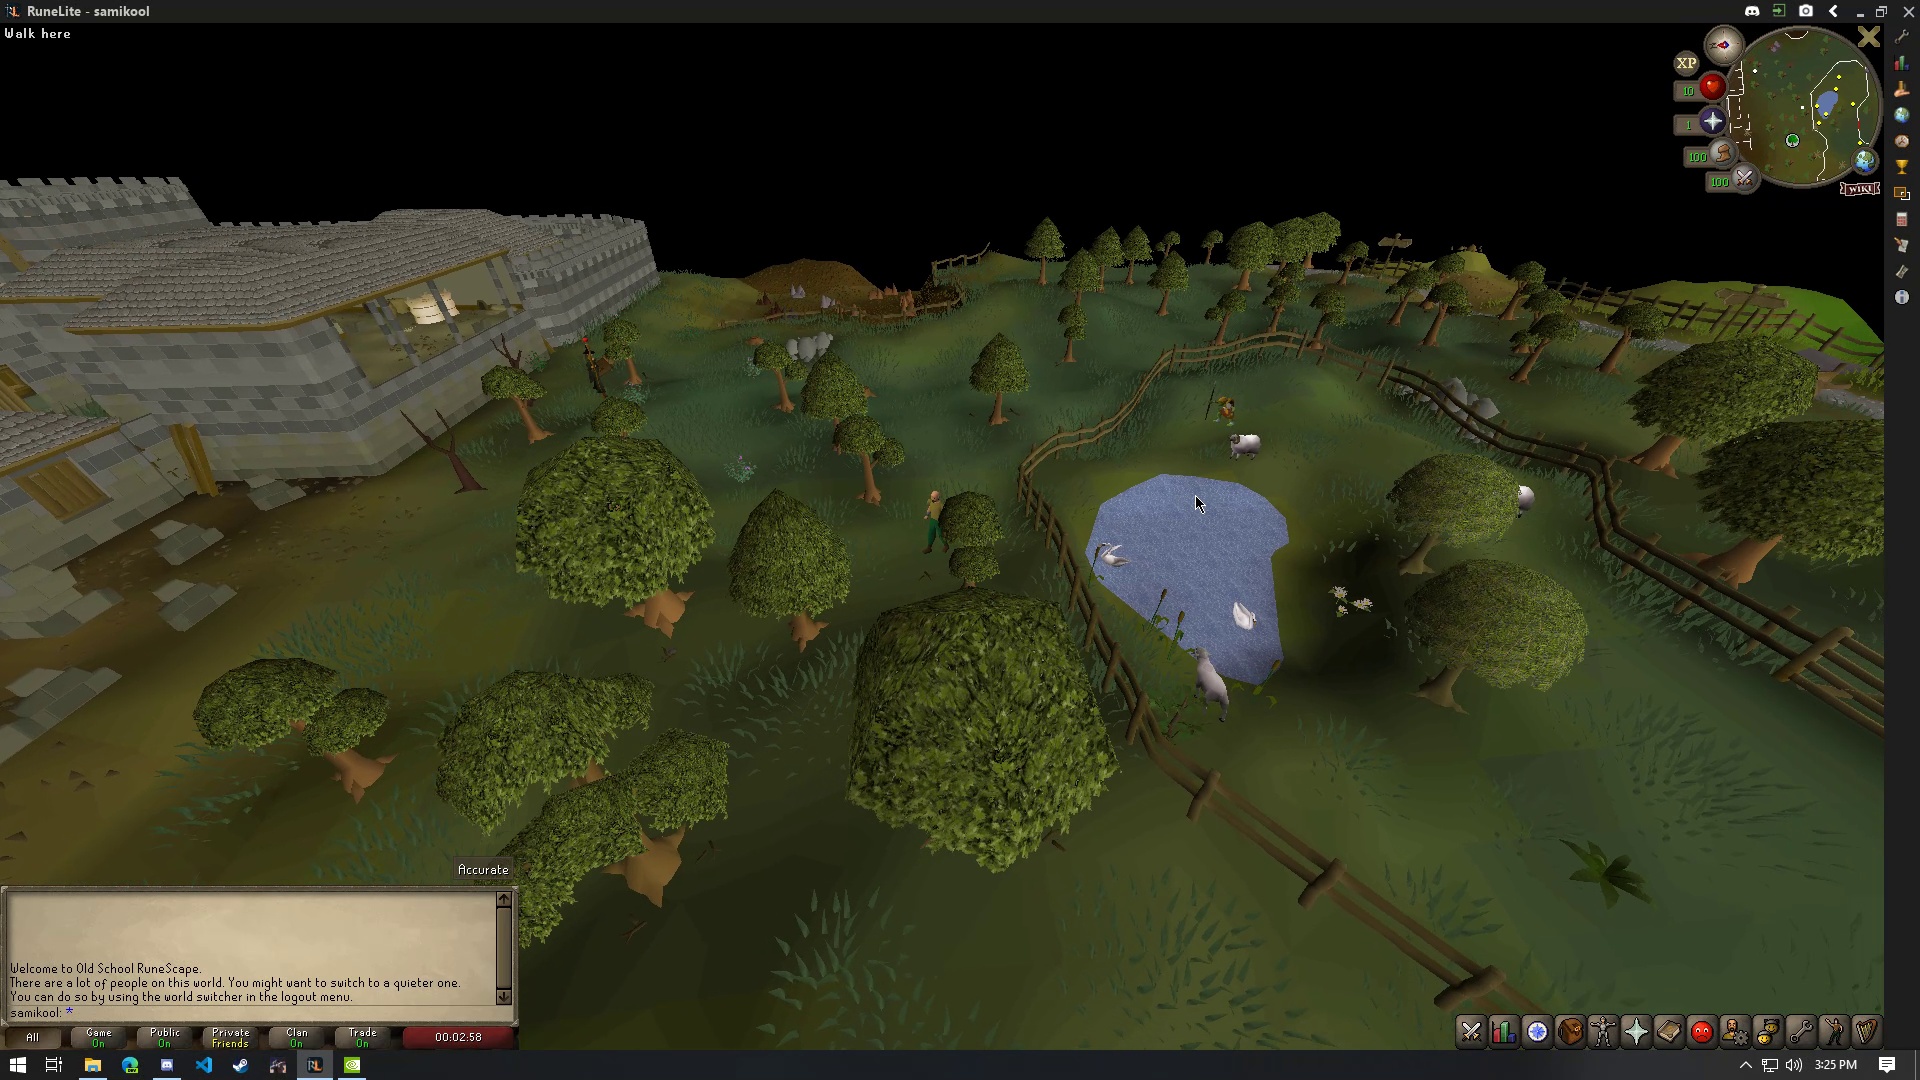 RuneLite - samikool
Walk here
XP
10
1
100
100
WIKI
Accurate
Welcome to Old School RuneScape.
There are a lot of people on this world. You might want to switch to a quieter one.
You can do so by using the world switcher in the logout menu.
samikool: *
All
Game
On
Public
On
Private
Friends
Clan
On
Trade
On
00:02:58
3:25 PM